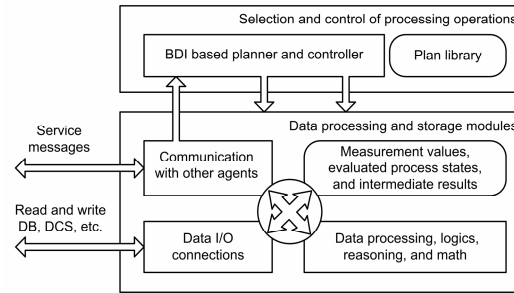 Selection and control of processing operations
BDI based planner and controller
Plan library
Data processing and storage modules
Service
messages
Communication
with other agents
Measurement values,
evaluated process states,
and intermediate results
Read and write
DB, DCS, etc.
Data I/O
connections
Data processing, logics,
reasoning, and math